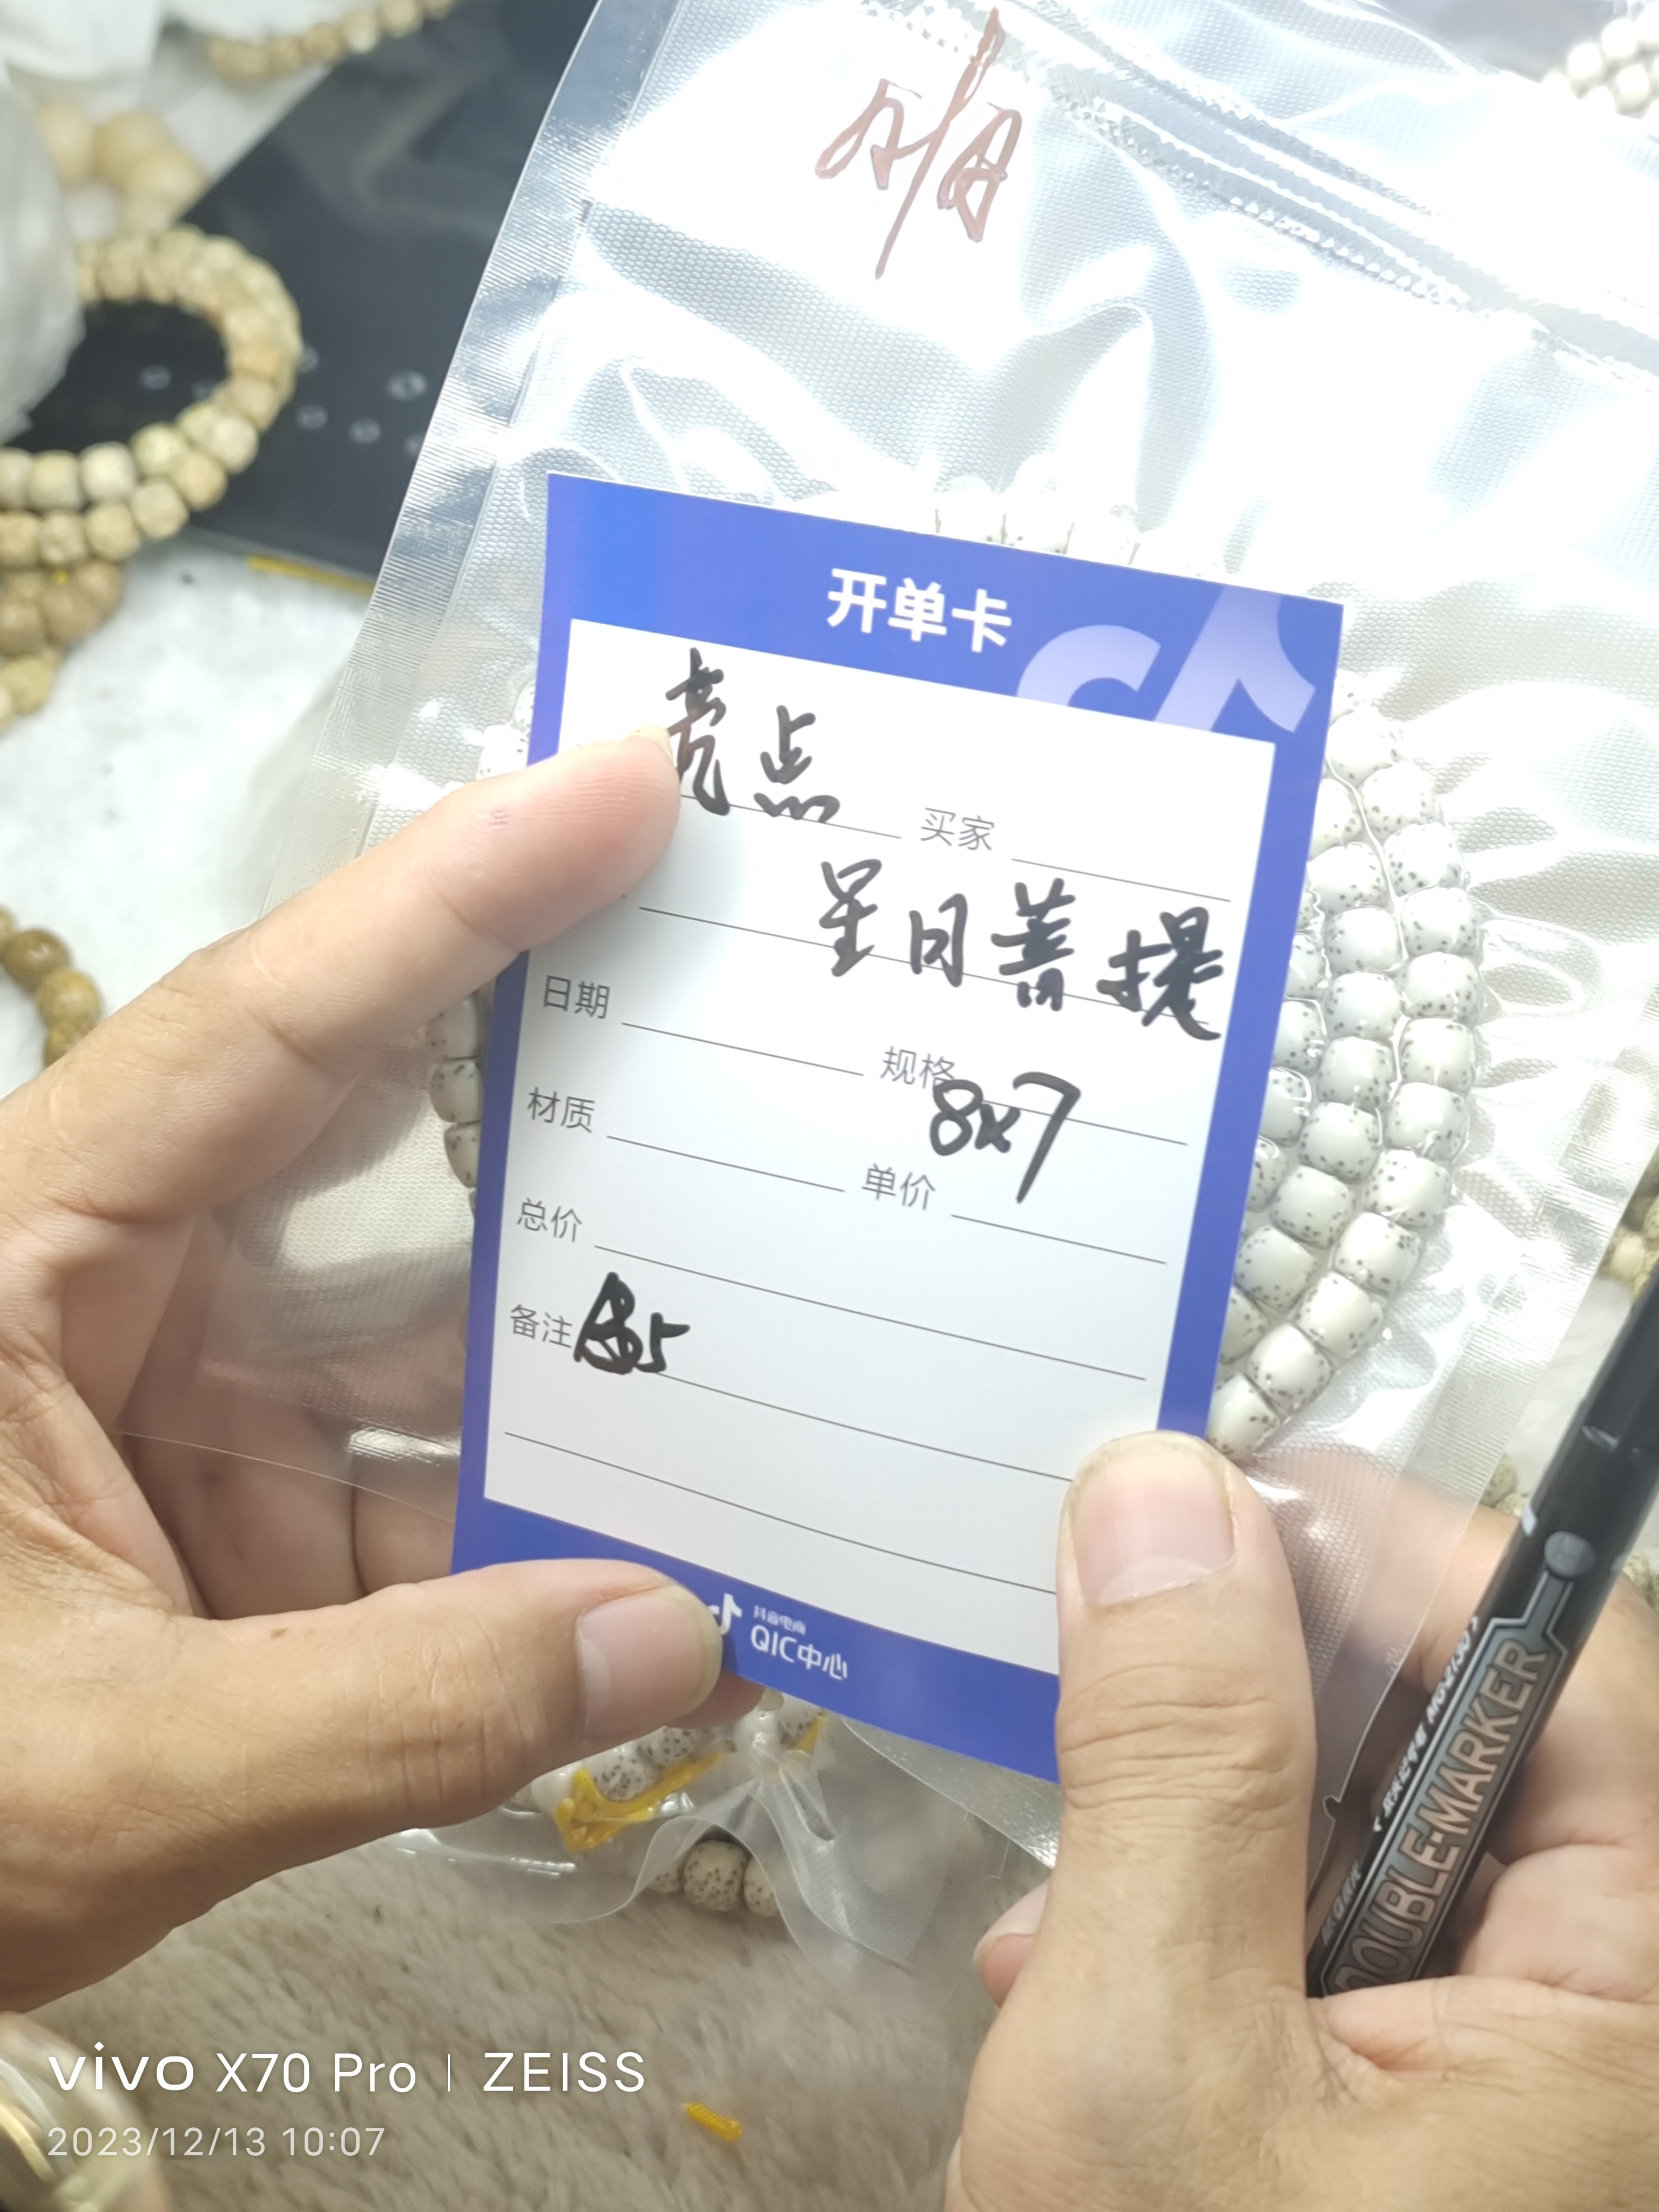 开单卡
亮点 买家
星月菩提
日期 规格 8x7
材质 单价
总价
备注
抖音电商
QIC中心
DOUBLE-MARKER
vivo X70 Pro | ZEISS
2023/12/13 10:07